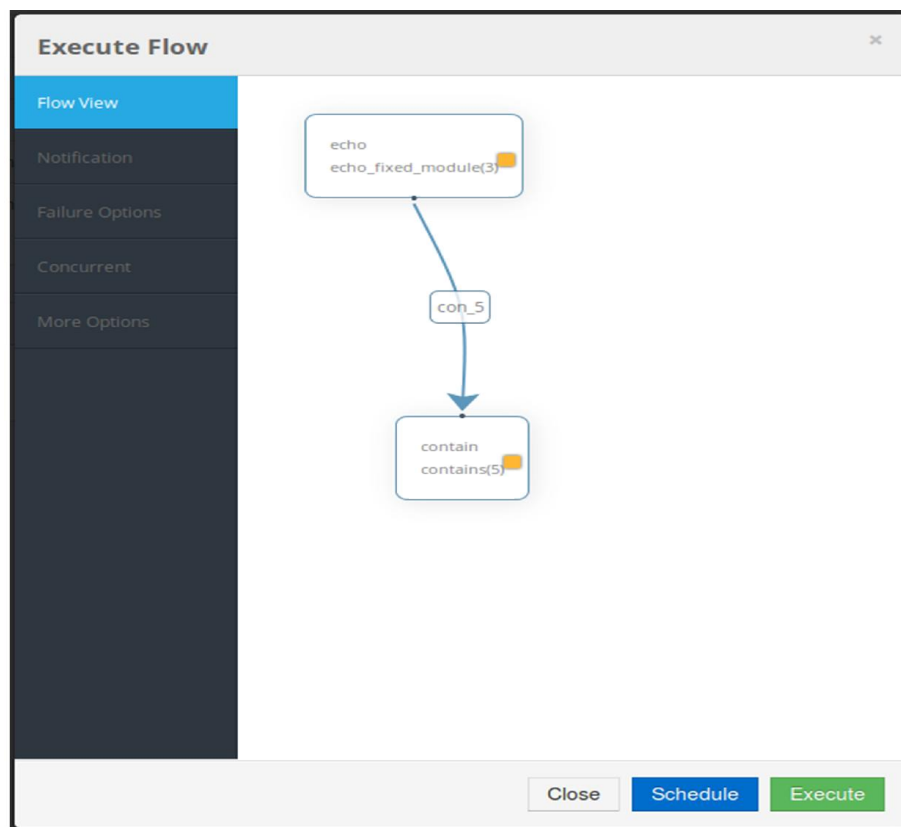 Execute Flow
×
Flow View
Notification
Failure Options
Concurrent
More Options
echo
echo_fixed_module(3)
con_5
contain
contains(5)
Close
Schedule
Execute